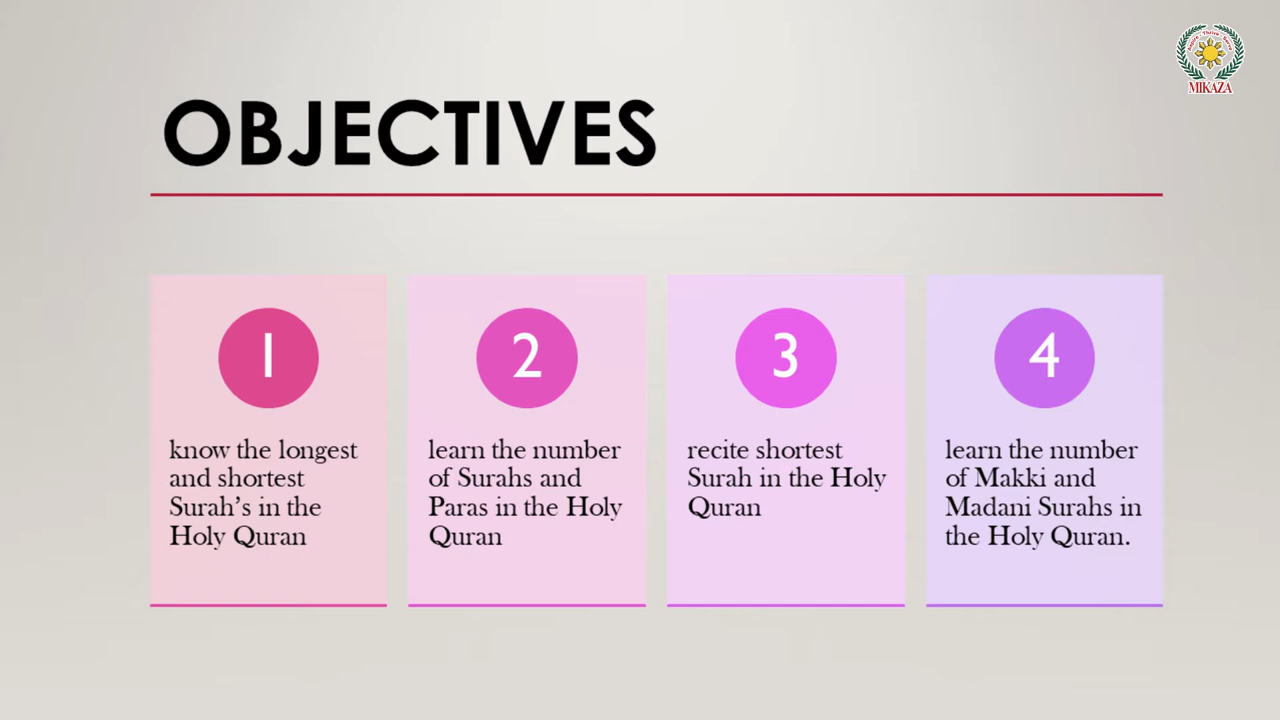 MIKAZA
OBJECTIVES
1
know the longest
and shortest
Surah’s in the
Holy Quran
2
learn the number
of Surahs and
Paras in the Holy
Quran
3
recite shortest
Surah in the Holy
Quran
4
learn the number
of Makki and
Madani Surahs in
the Holy Quran.